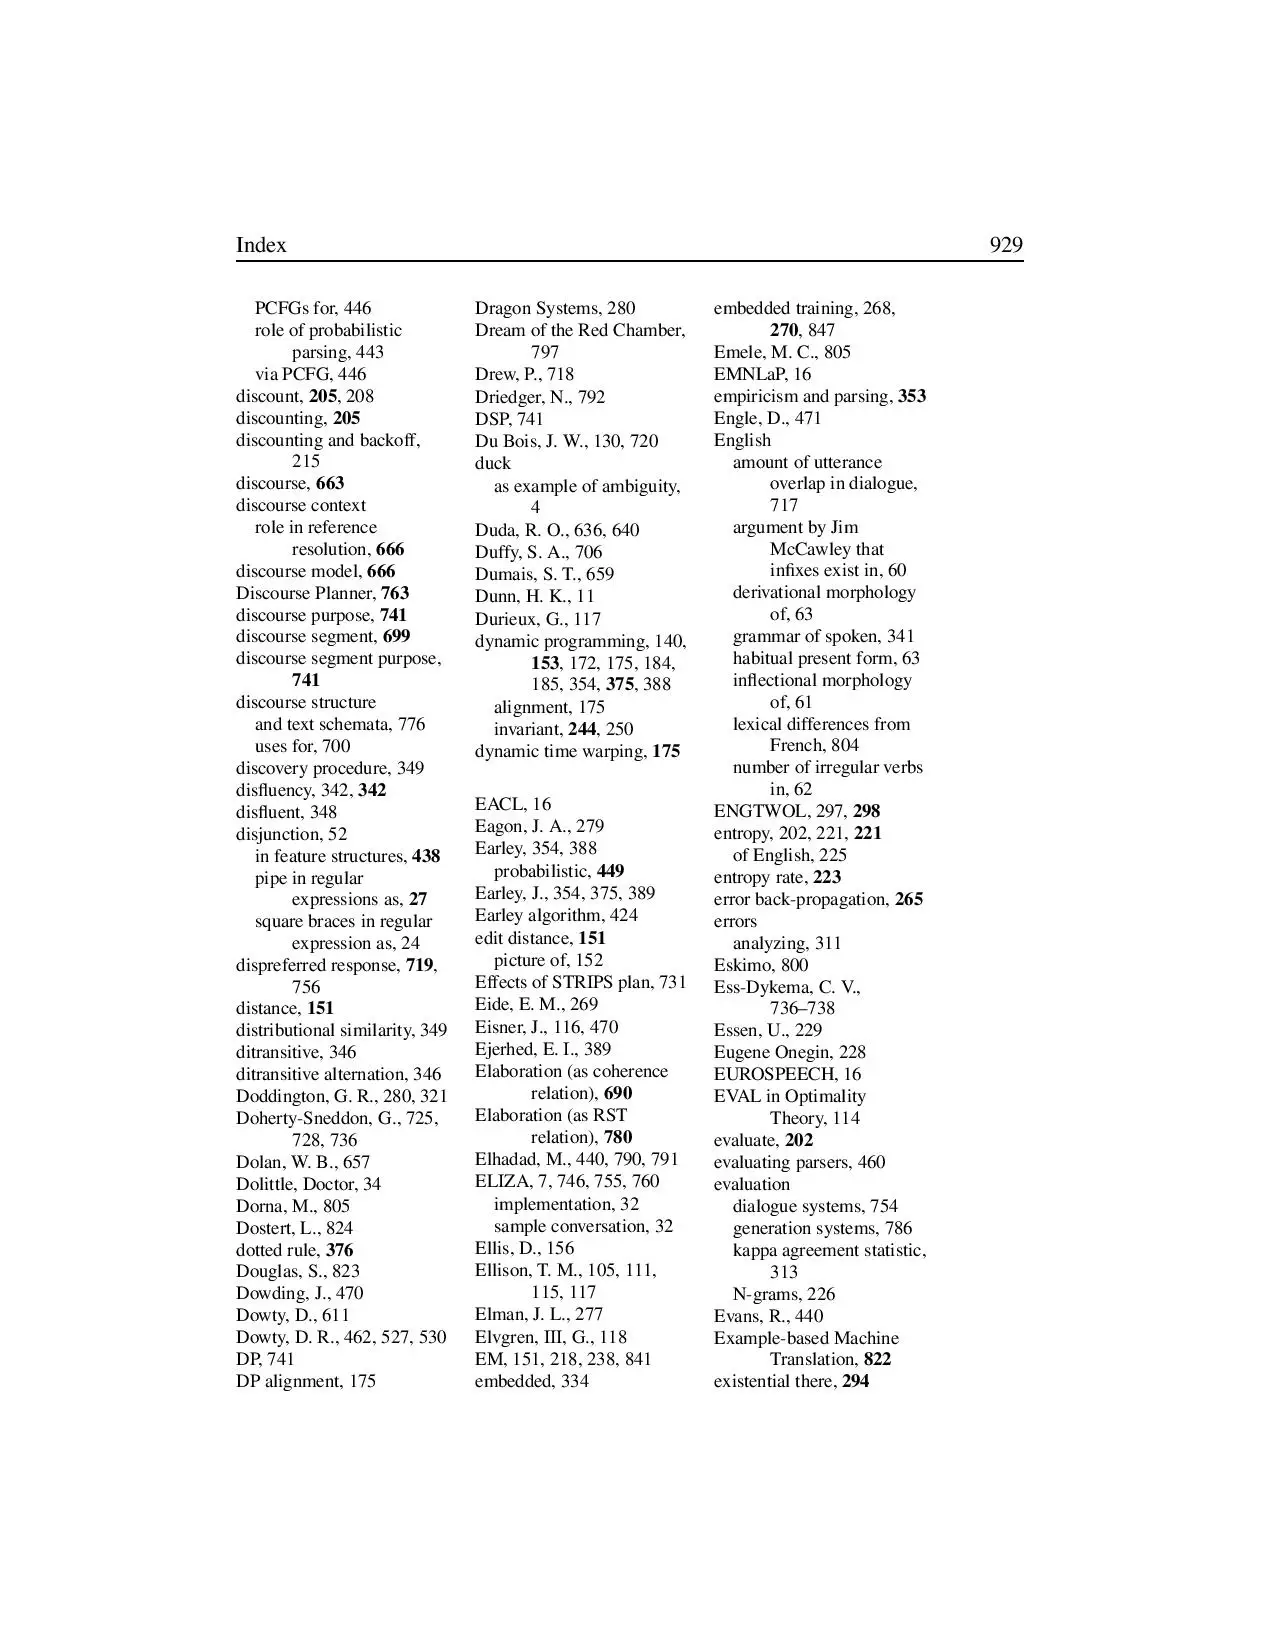 Index 929
PCFGs for, 446
role of probabilistic
parsing, 443
via PCFG, 446
discount, 205, 208
discounting, 205
discounting and backoff,
215
discourse, 663
discourse context
role in reference
resolution, 666
discourse model, 666
Discourse Planner, 763
discourse purpose, 741
discourse segment, 699
discourse segment purpose,
741
discourse structure
and text schemata, 776
uses for, 700
discovery procedure, 349
disfluency, 342, 342
disfluent, 348
disjunction, 52
in feature structures, 438
pipe in regular
expressions as, 27
square braces in regular
expression as, 24
dispreferred response, 719,
756
distance, 151
distributional similarity, 349
ditransitive, 346
ditransitive alternation, 346
Doddington, G. R., 280, 321
Doherty-Sneddon, G., 725,
728, 736
Dolan, W. B., 657
Dolittle, Doctor, 34
Dorna, M., 805
Dostert, L., 824
dotted rule, 376
Douglas, S., 823
Dowding, J., 470
Dowty, D., 611
Dowty, D. R., 462, 527, 530
DP, 741
DP alignment, 175
Dragon Systems, 280
Dream of the Red Chamber,
797
Drew, P., 718
Driedger, N., 792
DSP, 741
Du Bois, J. W., 130, 720
duck
as example of ambiguity,
4
Duda, R. O., 636, 640
Duffy, S. A., 706
Dumais, S. T., 659
Dunn, H. K., 11
Durieux, G., 117
dynamic programming, 140,
153, 172, 175, 184,
185, 354, 375, 388
alignment, 175
invariant, 244, 250
dynamic time warping, 175
EACL, 16
Eagon, J. A., 279
Earley, 354, 388
probabilistic, 449
Earley, J., 354, 375, 389
Earley algorithm, 424
edit distance, 151
picture of, 152
Effects of STRIPS plan, 731
Eide, E. M., 269
Eisner, J., 116, 470
Ejerhed, E. I., 389
Elaboration (as coherence
relation), 690
Elaboration (as RST
relation), 780
Elhadad, M., 440, 790, 791
ELIZA, 7, 746, 755, 760
implementation, 32
sample conversation, 32
Ellis, D., 156
Ellison, T. M., 105, 111,
115, 117
Elman, J. L., 277
Elvgren, III, G., 118
EM, 151, 218, 238, 841
embedded, 334
embedded training, 268,
270, 847
Emele, M. C., 805
EMNLaP, 16
empiricism and parsing, 353
Engle, D., 471
English
amount of utterance
overlap in dialogue,
717
argument by Jim
McCawley that
infixes exist in, 60
derivational morphology
of, 63
grammar of spoken, 341
habitual present form, 63
inflectional morphology
of, 61
lexical differences from
French, 804
number of irregular verbs
in, 62
ENGTWOL, 297, 298
entropy, 202, 221, 221
of English, 225
entropy rate, 223
error back-propagation, 265
errors
analyzing, 311
Eskimo, 800
Ess-Dykema, C. V.,
736–738
Essen, U., 229
Eugene Onegin, 228
EUROSPEECH, 16
EVAL in Optimality
Theory, 114
evaluate, 202
evaluating parsers, 460
evaluation
dialogue systems, 754
generation systems, 786
kappa agreement statistic,
313
N-grams, 226
Evans, R., 440
Example-based Machine
Translation, 822
existential there, 294